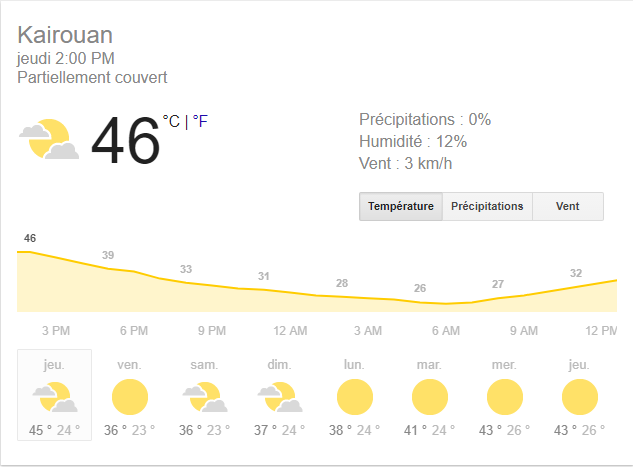 Kairouan
jeudi 2:00 PM
Partiellement couvert
46 °C | °F
Précipitations : 0%
Humidité : 12%
Vent : 3 km/h
Température Précipitations Vent
46 39 33 31 28 26 27 32
3 PM 6 PM 9 PM 12 AM 3 AM 6 AM 9 AM 12 PM
jeu. ven. sam. dim. lun. mar. mer. jeu.
45 ° 24 ° 36 ° 23 ° 36 ° 23 ° 37 ° 24 ° 38 ° 24 ° 41 ° 24 ° 43 ° 26 ° 43 ° 26 °